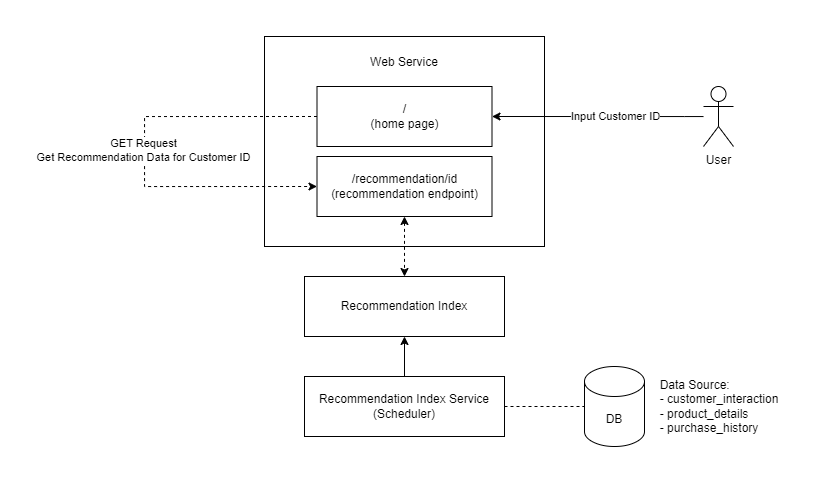 Web Service
/
(home page)
Input Customer ID
User
GET Request
Get Recommendation Data for Customer ID
/recommendation/id
(recommendation endpoint)
Recommendation Index
Recommendation Index Service
(Scheduler)
DB
Data Source:
- customer_interaction
- product_details
- purchase_history